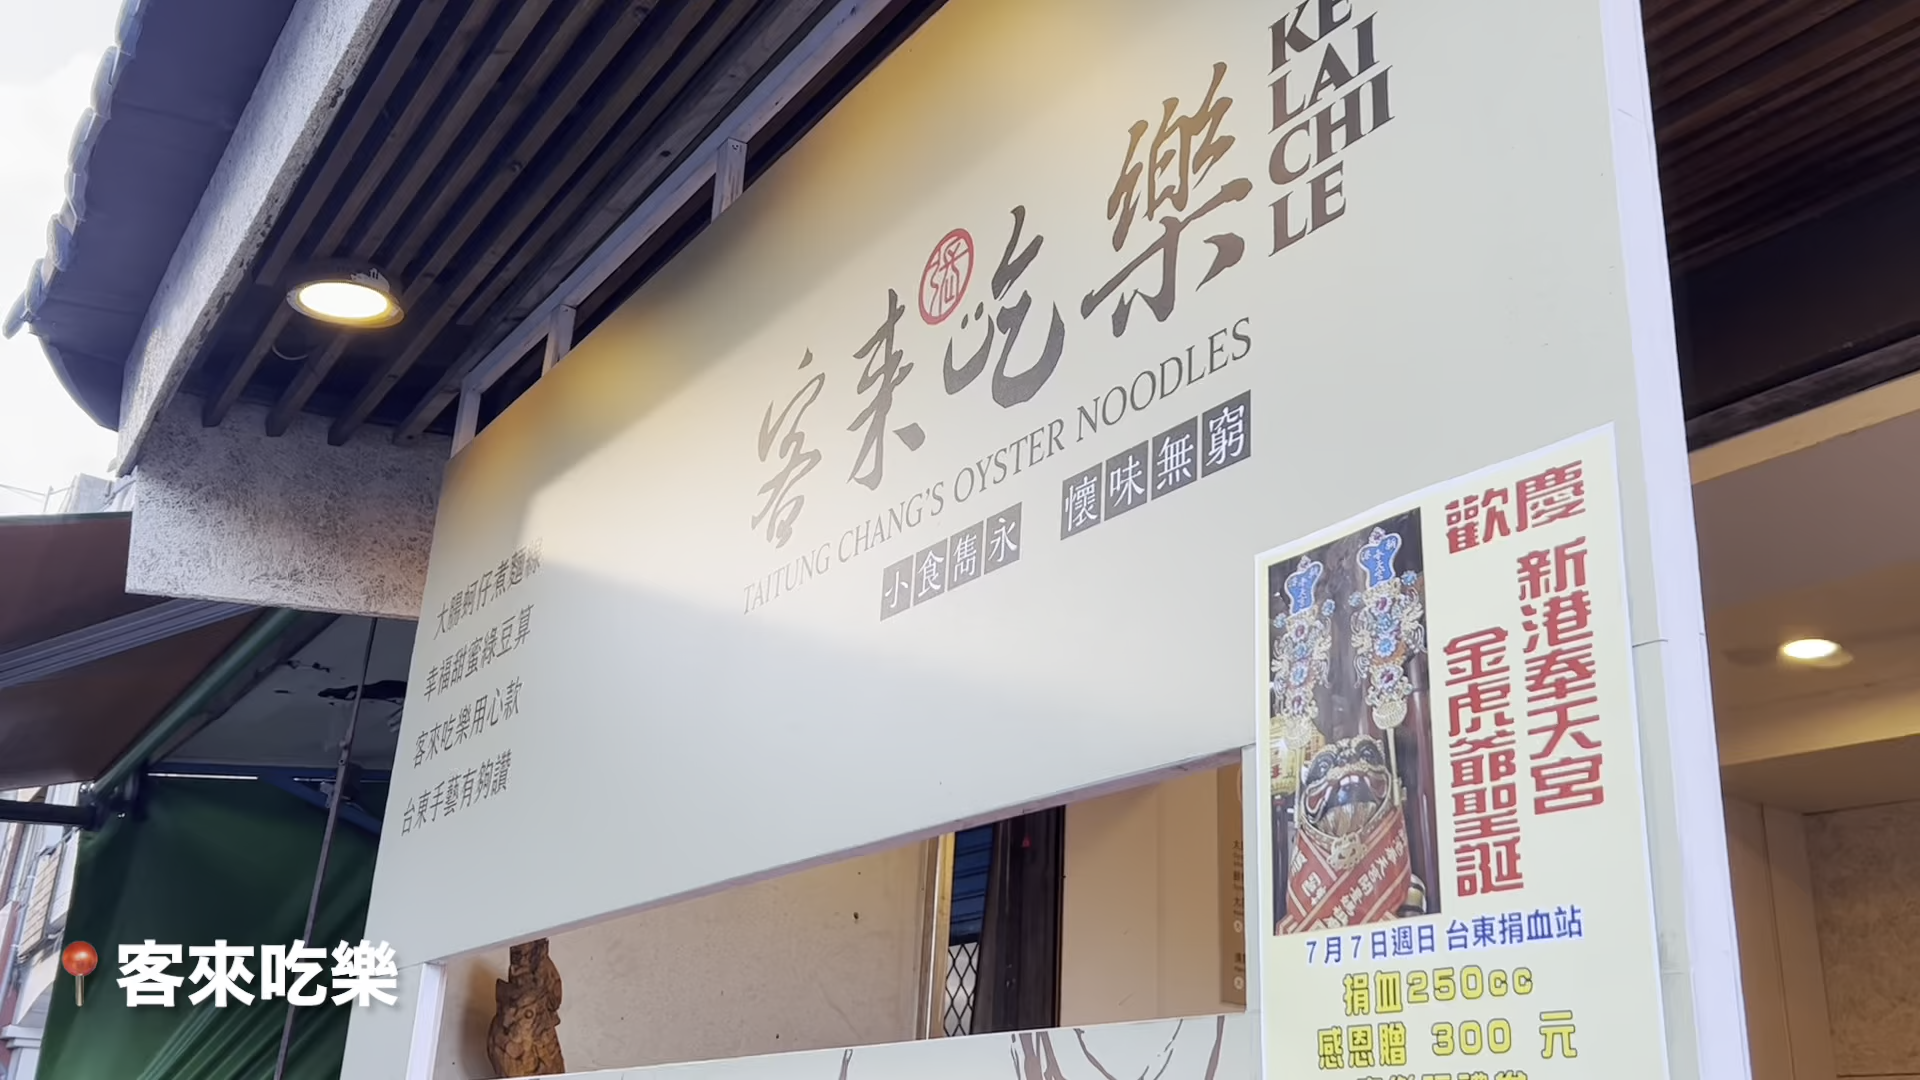 KE
LAI
CHI
LE
客來吃樂
TAITUNG CHANG'S OYSTER NOODLES
小食雋永 懷味無窮
大腸蚵仔煮麵線
幸福甜蜜綠豆算
客來吃樂用心款
台東手藝有夠讚
歡慶
新港奉天宮
金虎爺聖誕
7月7日週日 台東捐血站
捐血250cc
感恩贈 300 元
客來吃樂